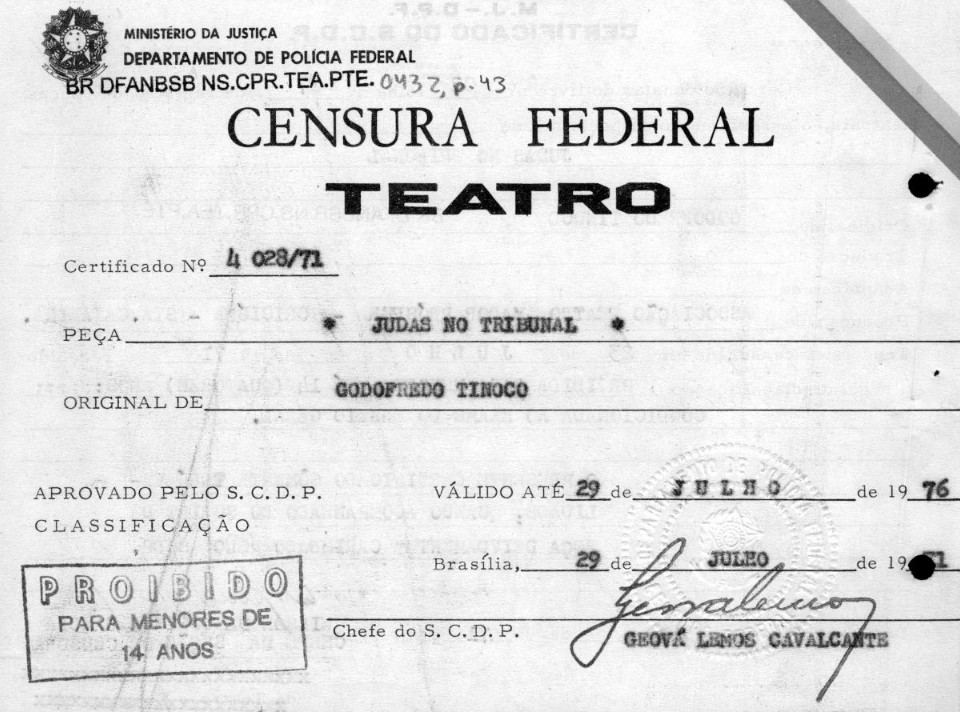 MINISTÉRIO DA JUSTIÇA
DEPARTAMENTO DE POLÍCIA FEDERAL
BR DFANBSB NS.CPR.TEA.PTE. 0432, p. 43
CENSURA FEDERAL
TEATRO
Certificado Nº 4 028/71
PEÇA * JUDAS NO TRIBUNAL *
ORIGINAL DE GODOFREDO TINOCO
APROVADO PELO S. C. D. P.
CLASSIFICAÇÃO
VÁLIDO ATÉ 29 de JULHO de 19 76
Brasília, 29 de JULHO de 19 71
PROIBIDO
PARA MENORES DE
14 ANOS
Chefe do S. C. D. P.
GEOVÁ LEMOS CAVALCANTE